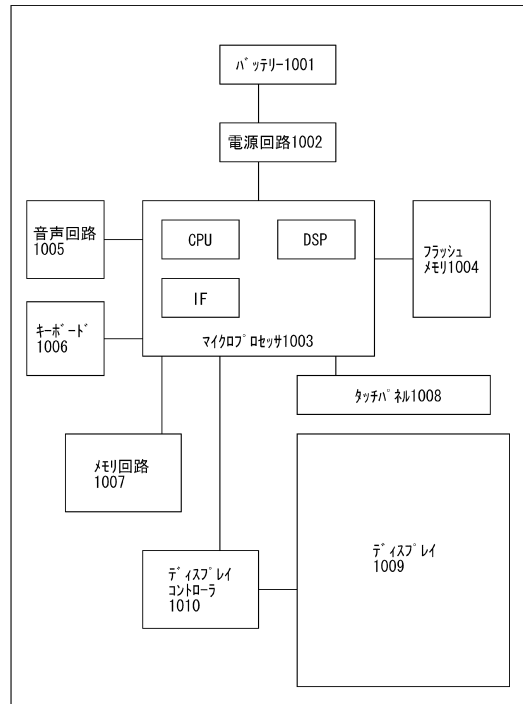 ﾊﾞｯﾃﾘｰ1001
電源回路1002
音声回路
1005
CPU
DSP
ﾌﾗｯｼｭ
ﾒﾓﾘ1004
IF
ｷｰﾎﾞｰﾄﾞ
1006
ﾏｲｸﾛﾌﾟﾛｾｯｻ1003
ﾀｯﾁﾊﾟﾈﾙ1008
ﾒﾓﾘ回路
1007
ﾃﾞｨｽﾌﾟﾚｲ
1009
ﾃﾞｨｽﾌﾟﾚｲ
ｺﾝﾄﾛｰﾗ
1010